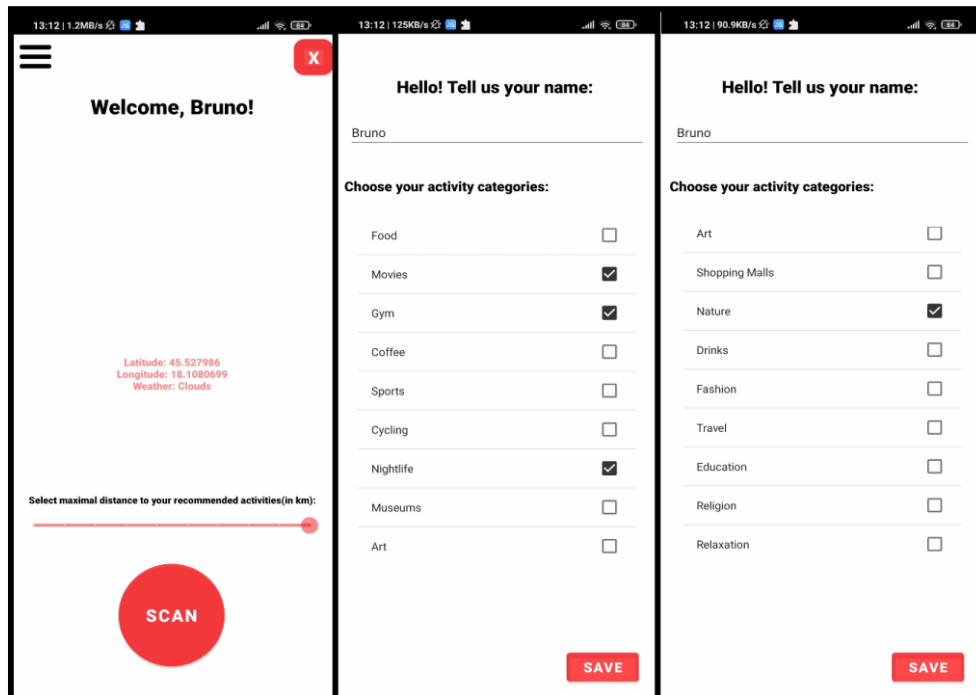 13:12 | 1.2MB/s
84
X
Welcome, Bruno!
Latitude: 45.527986
Longitude: 18.1080699
Weather: Clouds
Select maximal distance to your recommended activities(in km):
SCAN
13:12 | 125KB/s
84
Hello! Tell us your name:
Bruno
Choose your activity categories:
Food
Movies
Gym
Coffee
Sports
Cycling
Nightlife
Museums
Art
SAVE
13:12 | 90.9KB/s
84
Hello! Tell us your name:
Bruno
Choose your activity categories:
Art
Shopping Malls
Nature
Drinks
Fashion
Travel
Education
Religion
Relaxation
SAVE